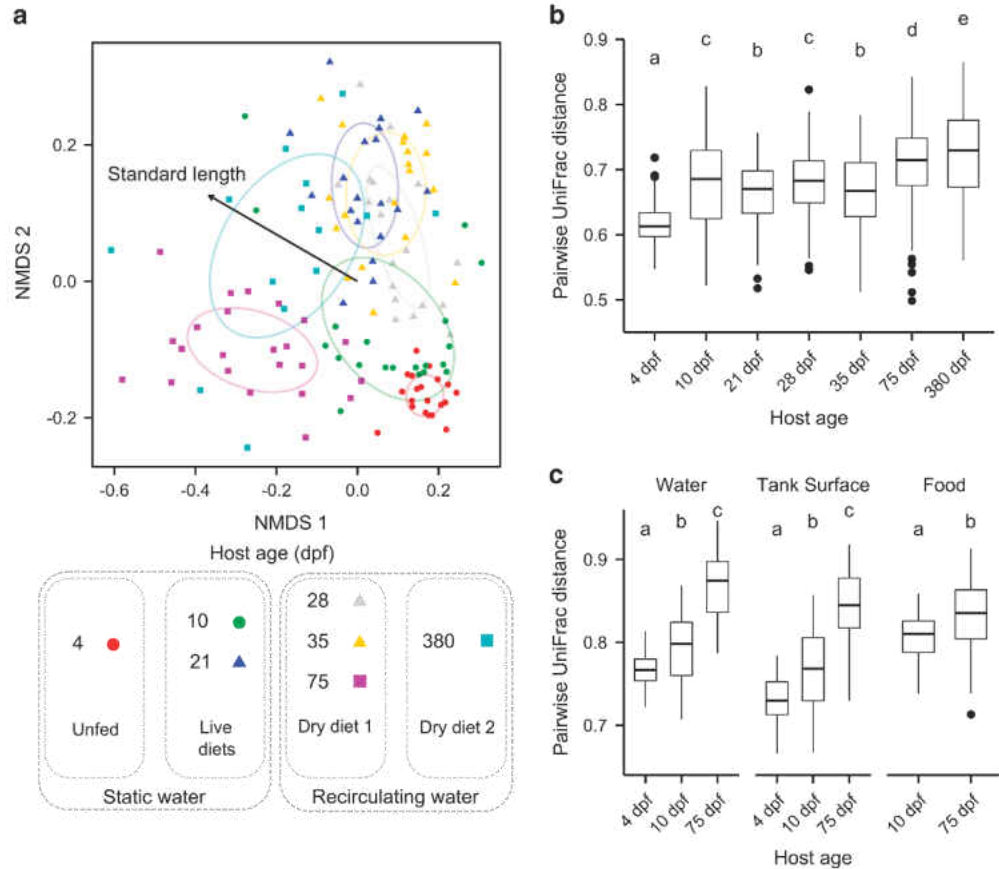 a
0.2
0.0
-0.2
NMDS 2
Standard length
-0.6
-0.4
-0.2
0.0
0.2
NMDS 1
Host age (dpf)
4
Unfed
10
21
Live
diets
28
35
75
Dry diet 1
380
Dry diet 2
Static water
Recirculating water
b
a
c
b
c
b
d
e
0.9
0.8
0.7
0.6
0.5
Pairwise UniFrac distance
4 dpf
10 dpf
21 dpf
28 dpf
35 dpf
75 dpf
380 dpf
Host age
c
Water
Tank Surface
Food
a
b
c
a
b
c
a
b
0.9
0.8
0.7
Pairwise UniFrac distance
4 dpf
10 dpf
75 dpf
4 dpf
10 dpf
75 dpf
10 dpf
75 dpf
Host age